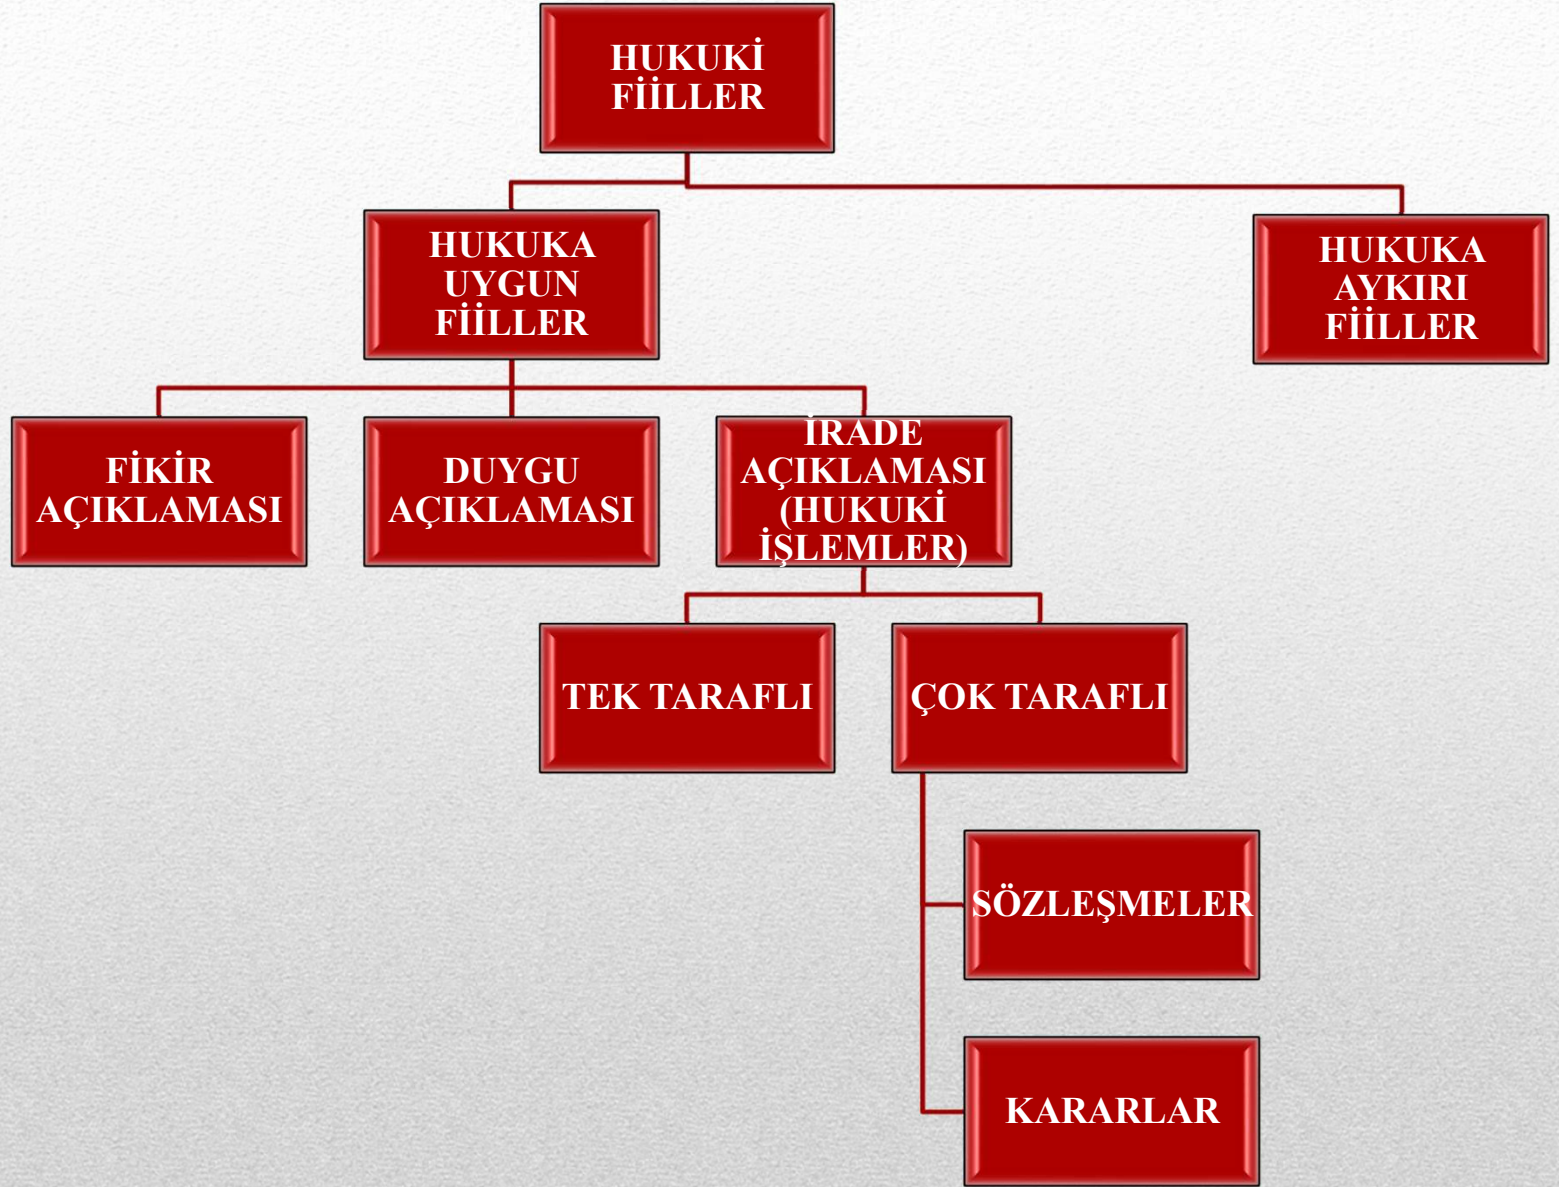 HUKUKİ
FİİLLER
HUKUKA
UYGUN
FİİLLER
HUKUKA
AYKIRI
FİİLLER
FİKİR
AÇIKLAMASI
DUYGU
AÇIKLAMASI
İRADE
AÇIKLAMASI
(HUKUKİ
İŞLEMLER)
TEK TARAFLI
ÇOK TARAFLI
SÖZLEŞMELER
KARARLAR